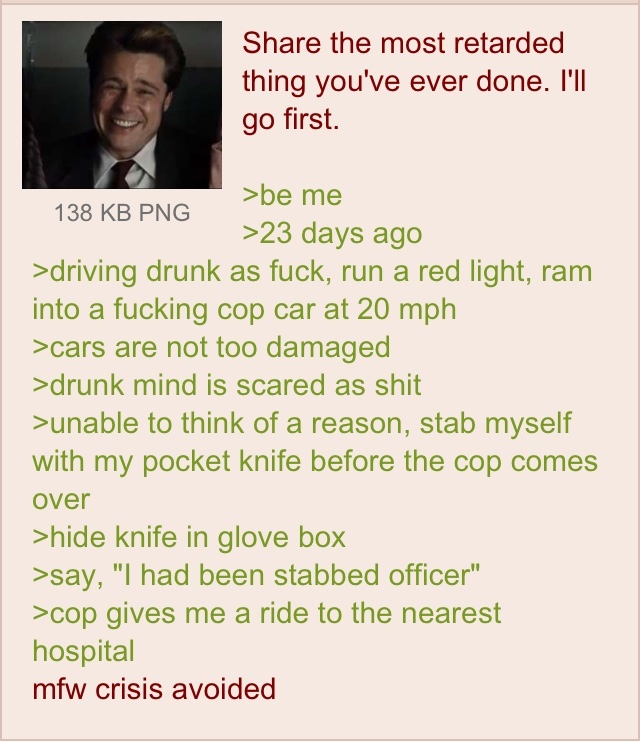 Share the most retarded
thing you've ever done. I'll
go first.
138 KB PNG
>be me
>23 days ago
>driving drunk as fuck, run a red light, ram
into a fucking cop car at 20 mph
>cars are not too damaged
>drunk mind is scared as shit
>unable to think of a reason, stab myself
with my pocket knife before the cop comes
over
>hide knife in glove box
>say, "I had been stabbed officer"
>cop gives me a ride to the nearest
hospital
mfw crisis avoided